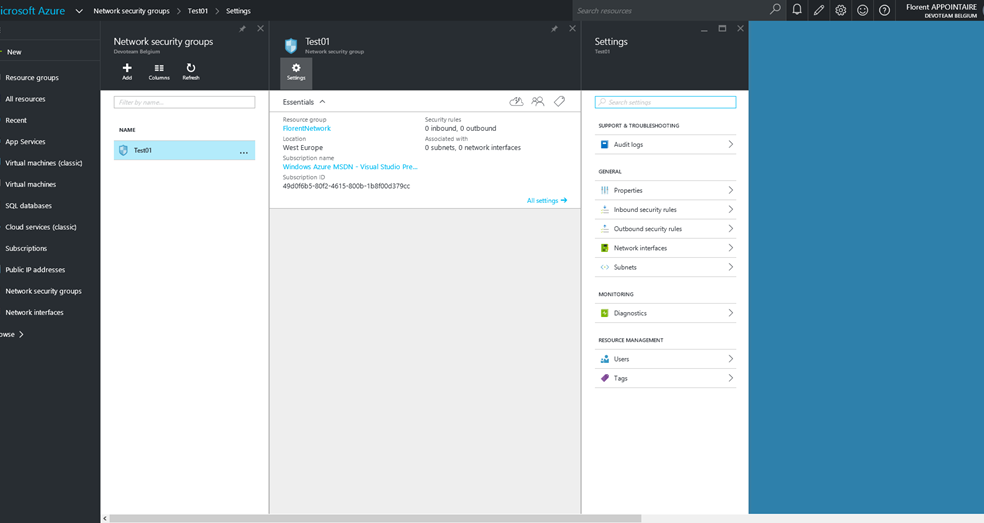 icrosoft Azure
Network security groups > Test01 > Settings
Search resources
Florent APPOINTAIRE
DEVOTEAM BELGIUM
New
Resource groups
All resources
Recent
App Services
Virtual machines (classic)
Virtual machines
SQL databases
Cloud services (classic)
Subscriptions
Public IP addresses
Network security groups
Network interfaces
owse >
Network security groups
Devoteam Belgium
Add
Columns
Refresh
Filter by name...
NAME
Test01
...
Test01
Network security group
Settings
Essentials
Resource group
FlorentNetwork
Location
West Europe
Subscription name
Windows Azure MSDN - Visual Studio Pre...
Subscription ID
49d0f6b5-80f2-4615-800b-1b8f00d379cc
Security rules
0 inbound, 0 outbound
Associated with
0 subnets, 0 network interfaces
All settings
Settings
Test01
Search settings
SUPPORT & TROUBLESHOOTING
Audit logs
GENERAL
Properties
Inbound security rules
Outbound security rules
Network interfaces
Subnets
MONITORING
Diagnostics
RESOURCE MANAGEMENT
Users
Tags